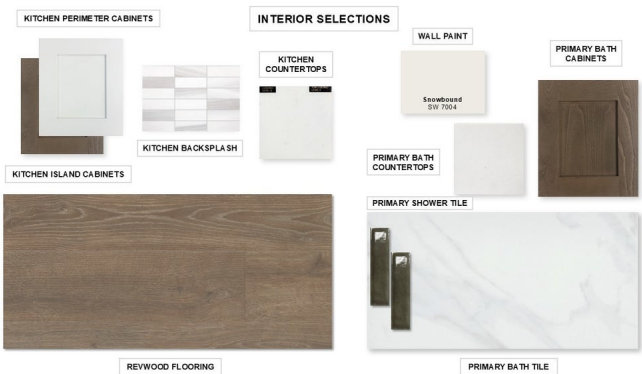 KITCHEN PERIMETER CABINETS
INTERIOR SELECTIONS
WALL PAINT
KITCHEN
COUNTERTOPS
PRIMARY BATH
CABINETS
Snowbound
SW 7004
KITCHEN BACKSPLASH
PRIMARY BATH
COUNTERTOPS
KITCHEN ISLAND CABINETS
PRIMARY SHOWER TILE
REVWOOD FLOORING
PRIMARY BATH TILE